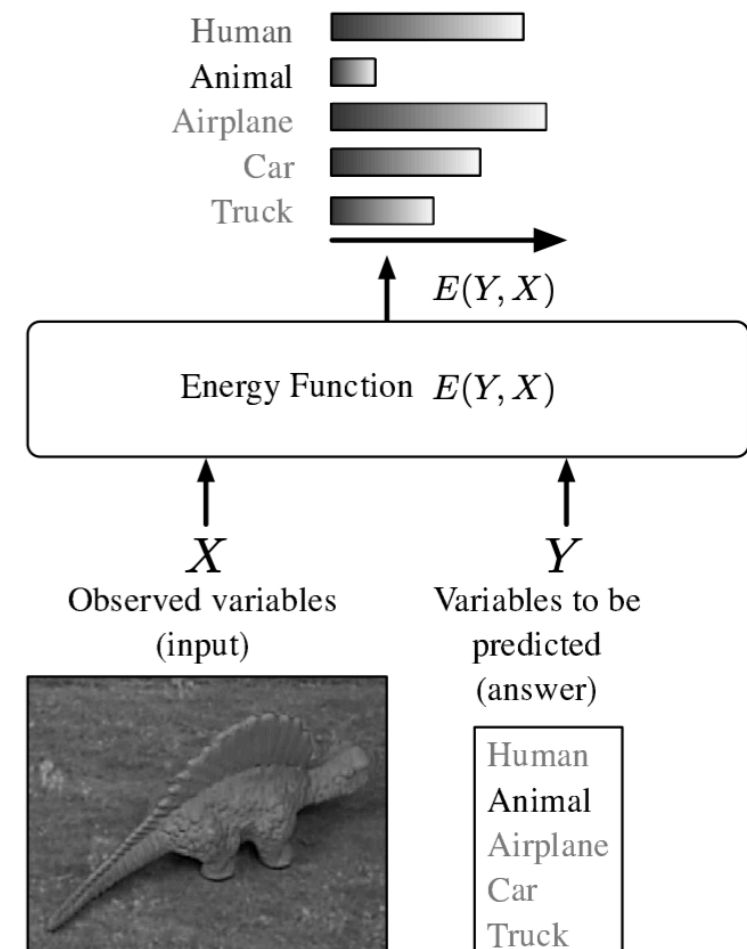 Human
Animal
Airplane
Car
Truck
E(Y, X)
Energy Function E(Y, X)
X
Observed variables
(input)
Y
Variables to be
predicted
(answer)
Human
Animal
Airplane
Car
Truck